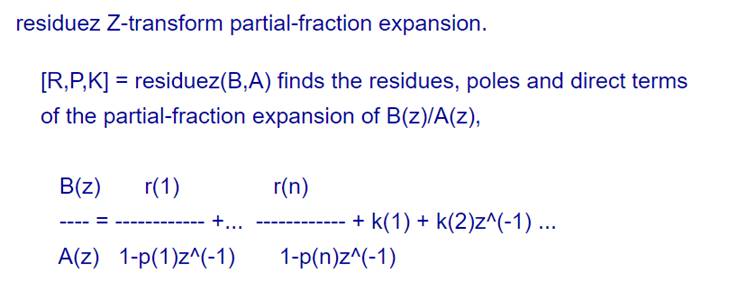 residuez Z-transform partial-fraction expansion.
[R,P,K] = residuez(B,A) finds the residues, poles and direct terms
of the partial-fraction expansion of B(z)/A(z),
B(z) r(1) r(n)
---- = ------------ +... ------------ + k(1) + k(2)z^(-1) ...
A(z) 1-p(1)z^(-1) 1-p(n)z^(-1)